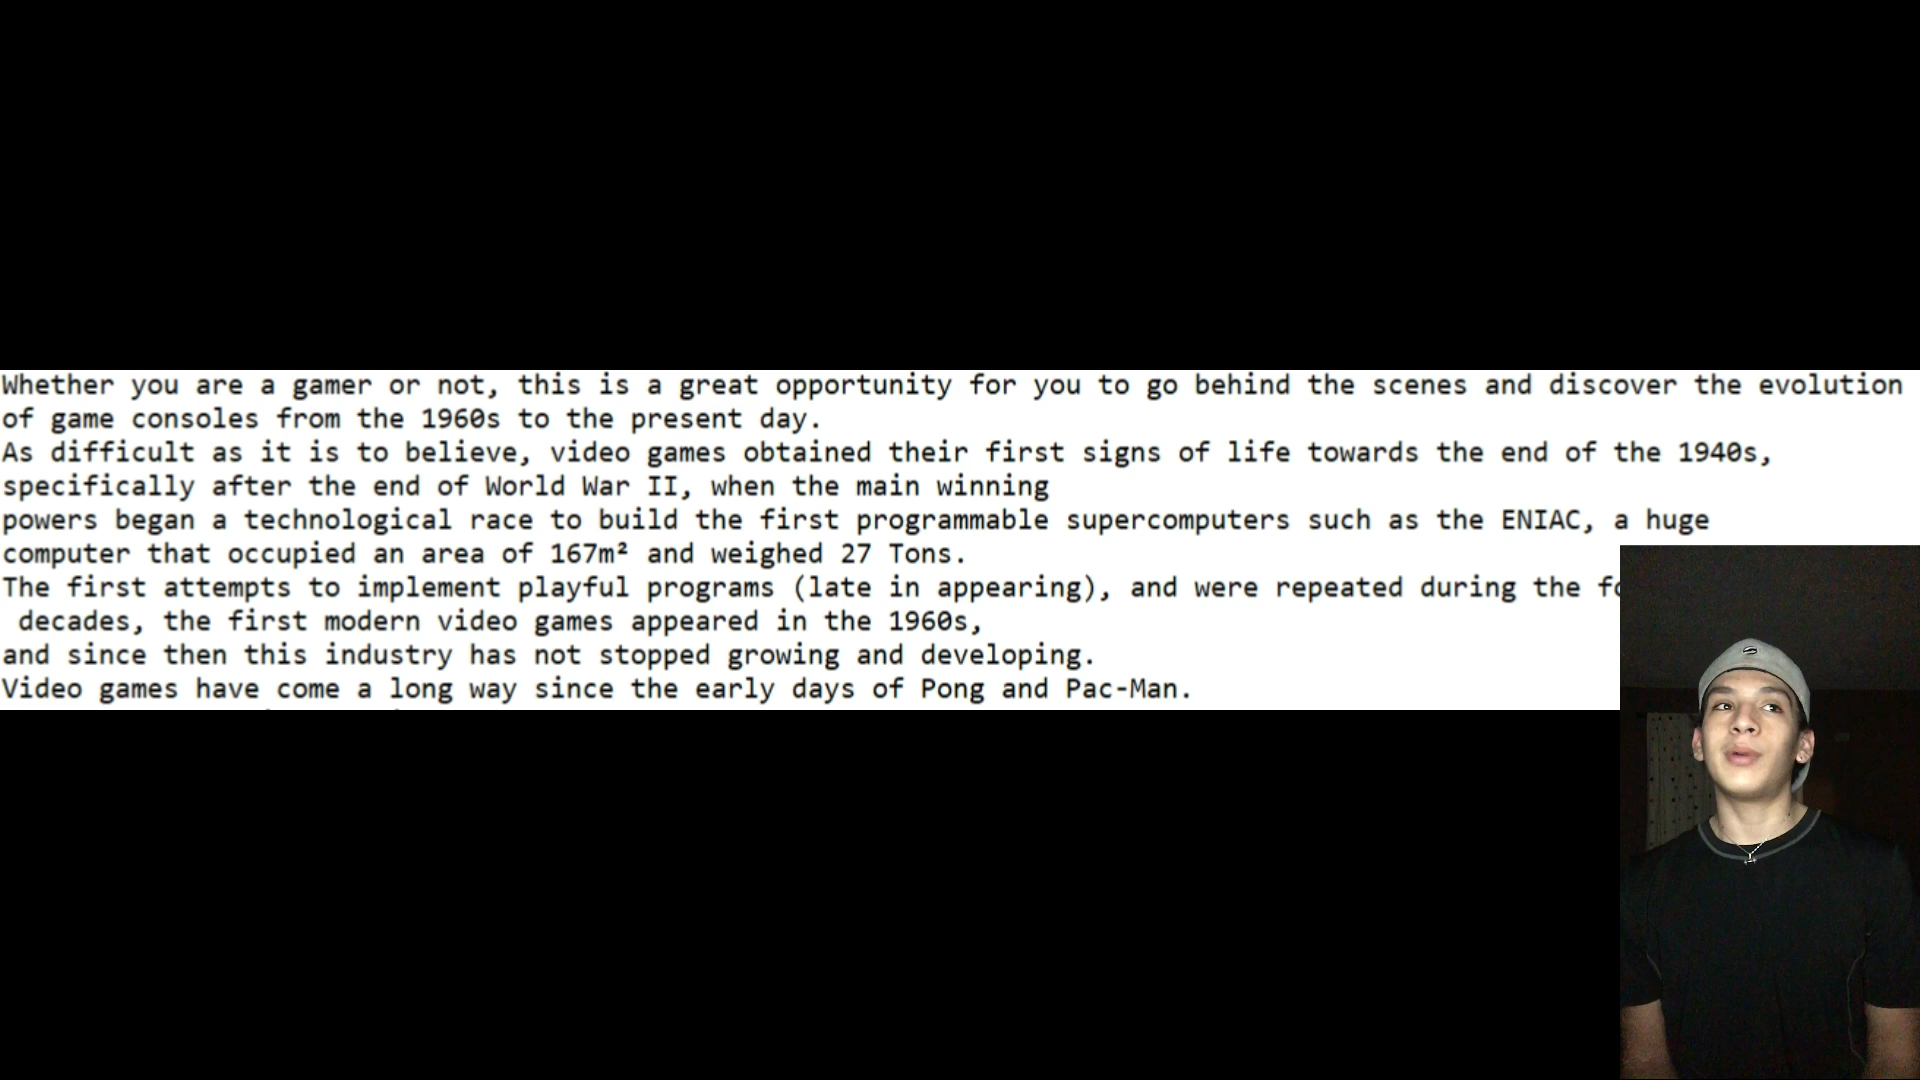 Whether you are a gamer or not, this is a great opportunity for you to go behind the scenes and discover the evolution
of game consoles from the 1960s to the present day.
As difficult as it is to believe, video games obtained their first signs of life towards the end of the 1940s,
specifically after the end of World War II, when the main winning
powers began a technological race to build the first programmable supercomputers such as the ENIAC, a huge
computer that occupied an area of 167m² and weighed 27 Tons.
The first attempts to implement playful programs (late in appearing), and were repeated during the
decades, the first modern video games appeared in the 1960s,
and since then this industry has not stopped growing and developing.
Video games have come a long way since the early days of Pong and Pac-Man.